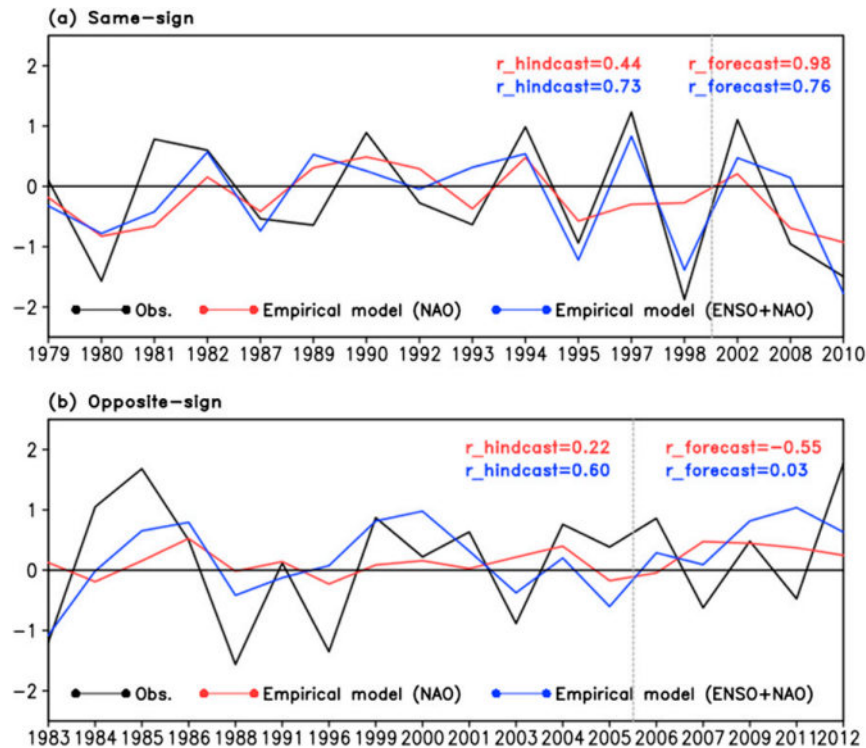 (a) Same-sign
2
1
0
-1
-2
r_hindcast=0.44 r_forecast=0.98
r_hindcast=0.73 r_forecast=0.76
Obs. Empirical model (NAO) Empirical model (ENSO+NAO)
1979 1980 1981 1982 1987 1989 1990 1992 1993 1994 1995 1997 1998 2002 2008 2010
(b) Opposite-sign
2
1
0
-1
-2
r_hindcast=0.22 r_forecast=-0.55
r_hindcast=0.60 r_forecast=0.03
Obs. Empirical model (NAO) Empirical model (ENSO+NAO)
1983 1984 1985 1986 1988 1991 1996 1999 2000 2001 2003 2004 2005 2006 2007 2009 2011 2012